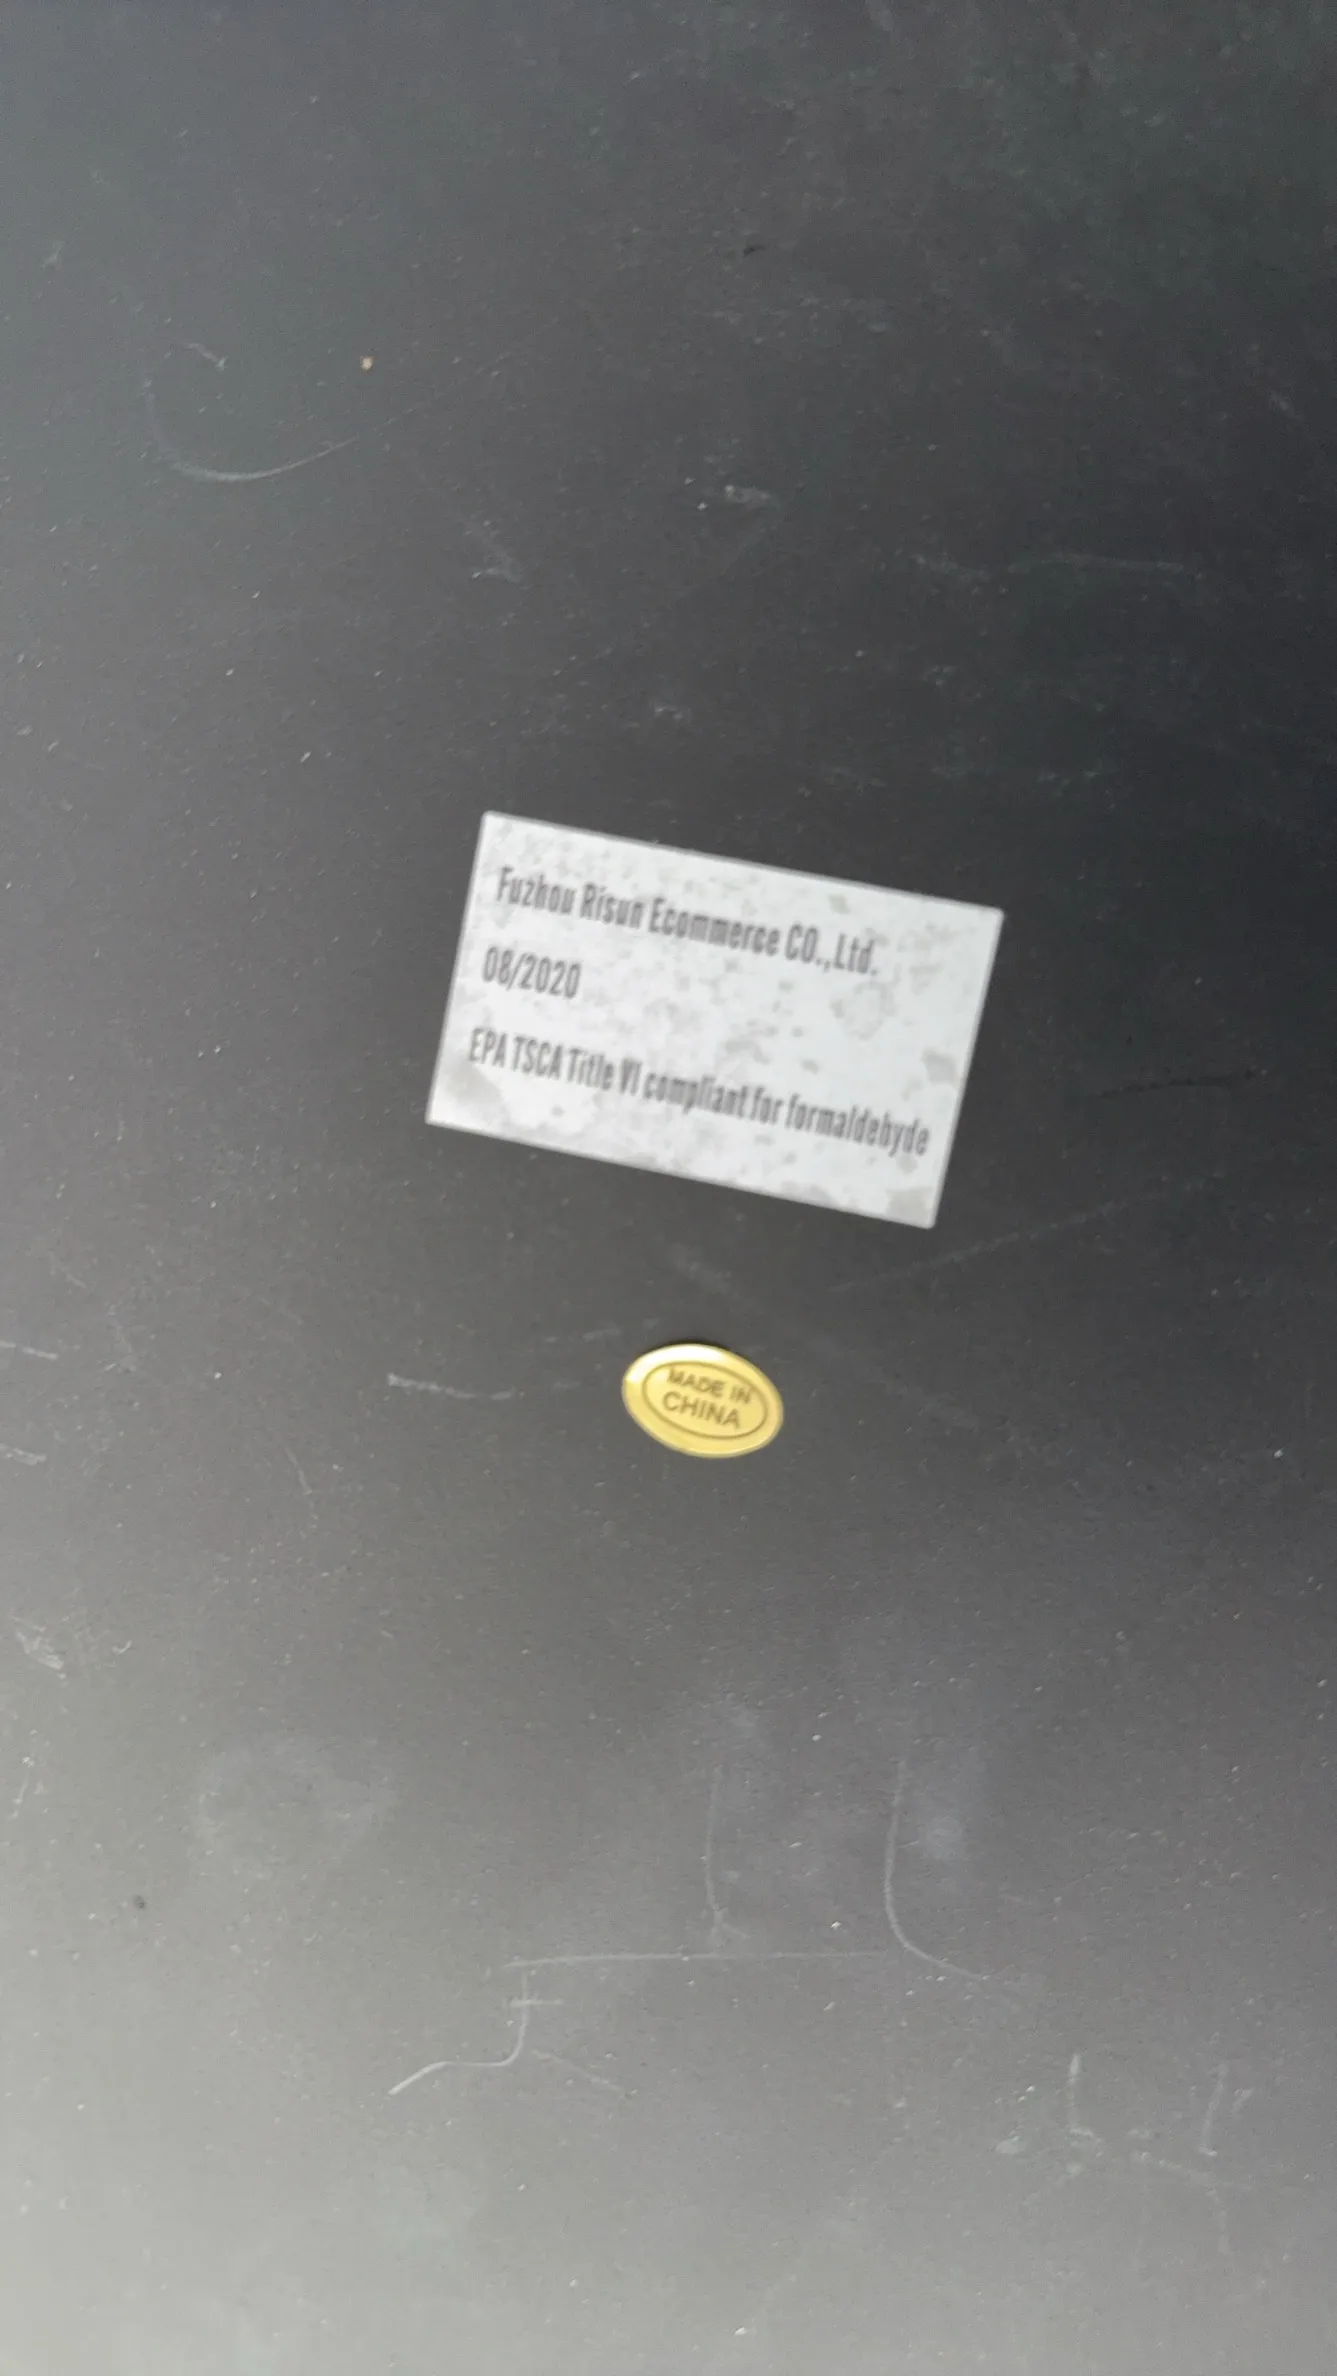 Fuzhou Risun Ecommerce CO.,Ltd.
08/2020
EPA TSCA Title VI compliant for formaldehyde
MADE IN
CHINA